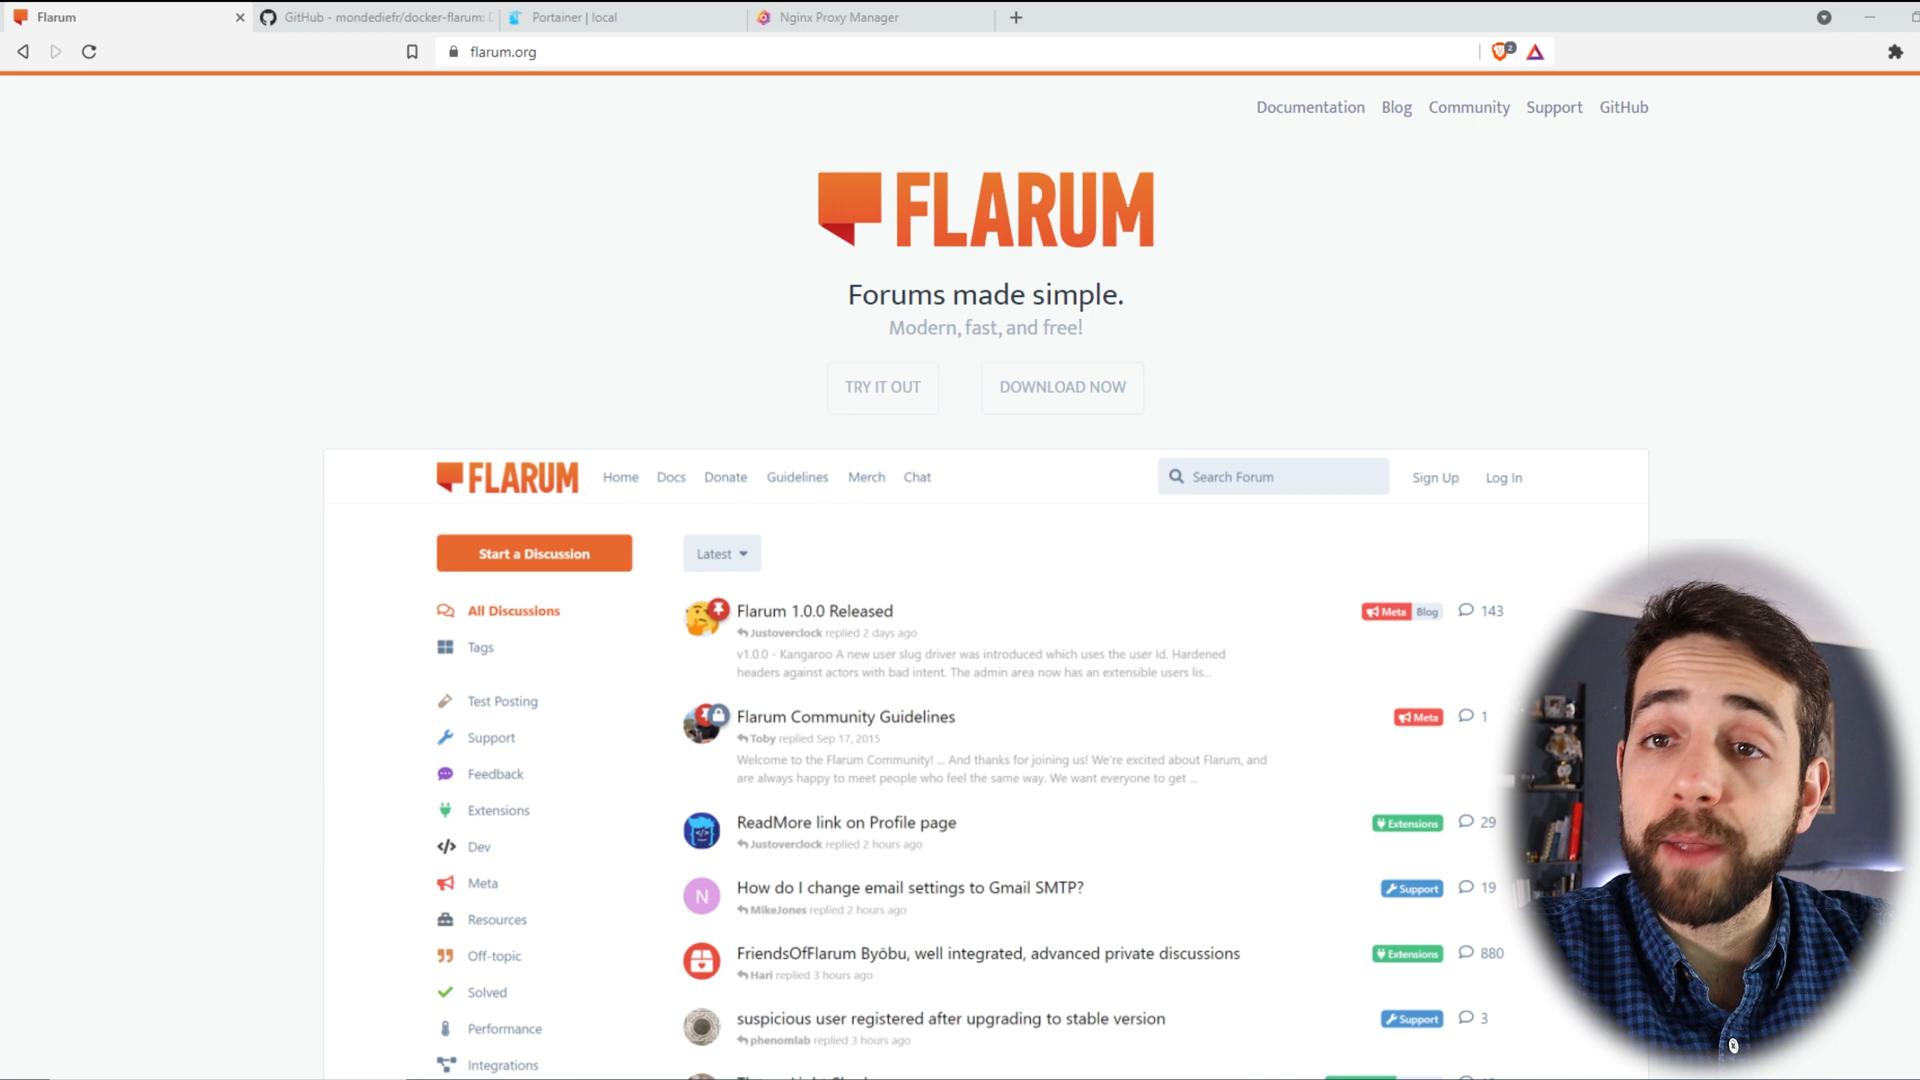 Flarum
GitHub - mondediefr/docker-flarum:
Portainer | local
Nginx Proxy Manager
flarum.org
2
Documentation Blog Community Support GitHub
FLARUM
Forums made simple.
Modern, fast, and free!
TRY IT OUT
DOWNLOAD NOW
FLARUM
Home Docs Donate Guidelines Merch Chat
Search Forum
Sign Up Log In
Start a Discussion
Latest
All Discussions
Tags
Test Posting
Support
Feedback
Extensions
Dev
Meta
Resources
Off-topic
Solved
Performance
Integrations
Flarum 1.0.0 Released
Meta Blog 143
Justoverclock replied 2 days ago
v1.0.0 - Kangaroo A new user slug driver was introduced which uses the user Id. Hardened
headers against actors with bad intent. The admin area now has an extensible users lis...
Flarum Community Guidelines
Meta 1
Toby replied Sep 17, 2015
Welcome to the Flarum Community! ... And thanks for joining us! We're excited about Flarum, and
are always happy to meet people who feel the same way. We want everyone to get ...
ReadMore link on Profile page
Extensions 29
Justoverclock replied 2 hours ago
N
How do I change email settings to Gmail SMTP?
Support 19
MikeJones replied 2 hours ago
FriendsOfFlarum Byōbu, well integrated, advanced private discussions
Extensions 880
Hari replied 3 hours ago
suspicious user registered after upgrading to stable version
Support 3
phenomlab replied 3 hours ago